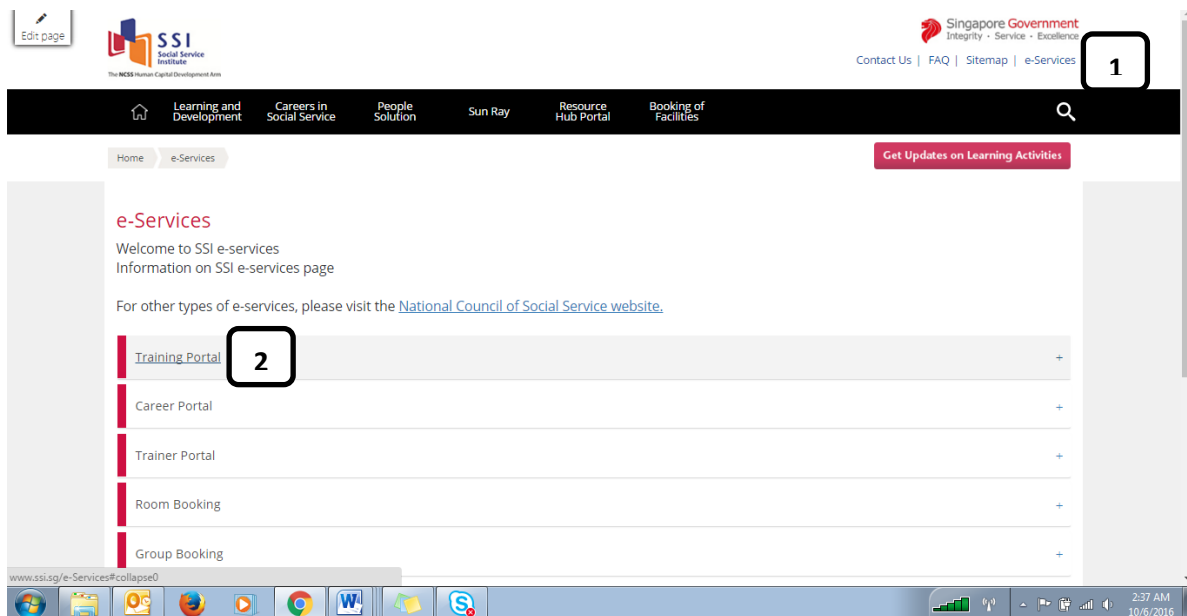 Edit page
SSI
Social Service
Institute
The NCSS Human Capital Development Arm
Singapore Government
Integrity · Service · Excellence
Contact Us | FAQ | Sitemap | e-Services
1
Learning and Development
Careers in Social Service
People Solution
Sun Ray
Resource Hub Portal
Booking of Facilities
Home
e-Services
Get Updates on Learning Activities
e-Services
Welcome to SSI e-services
Information on SSI e-services page
For other types of e-services, please visit the National Council of Social Service website.
Training Portal
2
+
Career Portal
+
Trainer Portal
+
Room Booking
+
Group Booking
+
www.ssi.sg/e-Services#collapse0
2:37 AM
10/6/2016